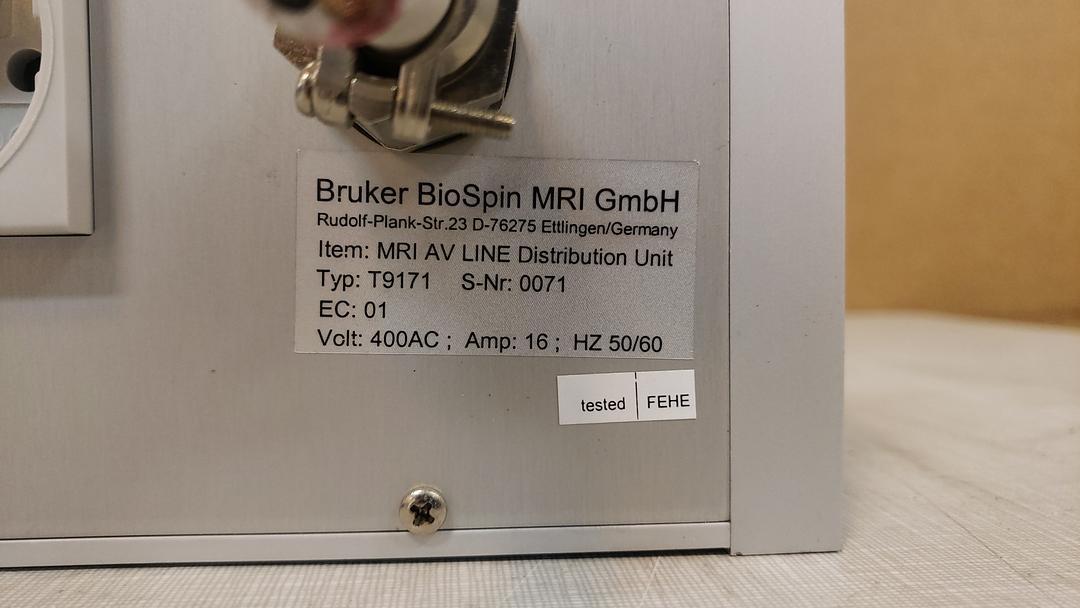 Bruker BioSpin MRI GmbH
Rudolf-Plank-Str.23 D-76275 Ettlingen/Germany
Item: MRI AV LINE Distribution Unit
Typ: T9171 S-Nr: 0071
EC: 01
Volt: 400AC ; Amp: 16 ; HZ 50/60
tested FEHE